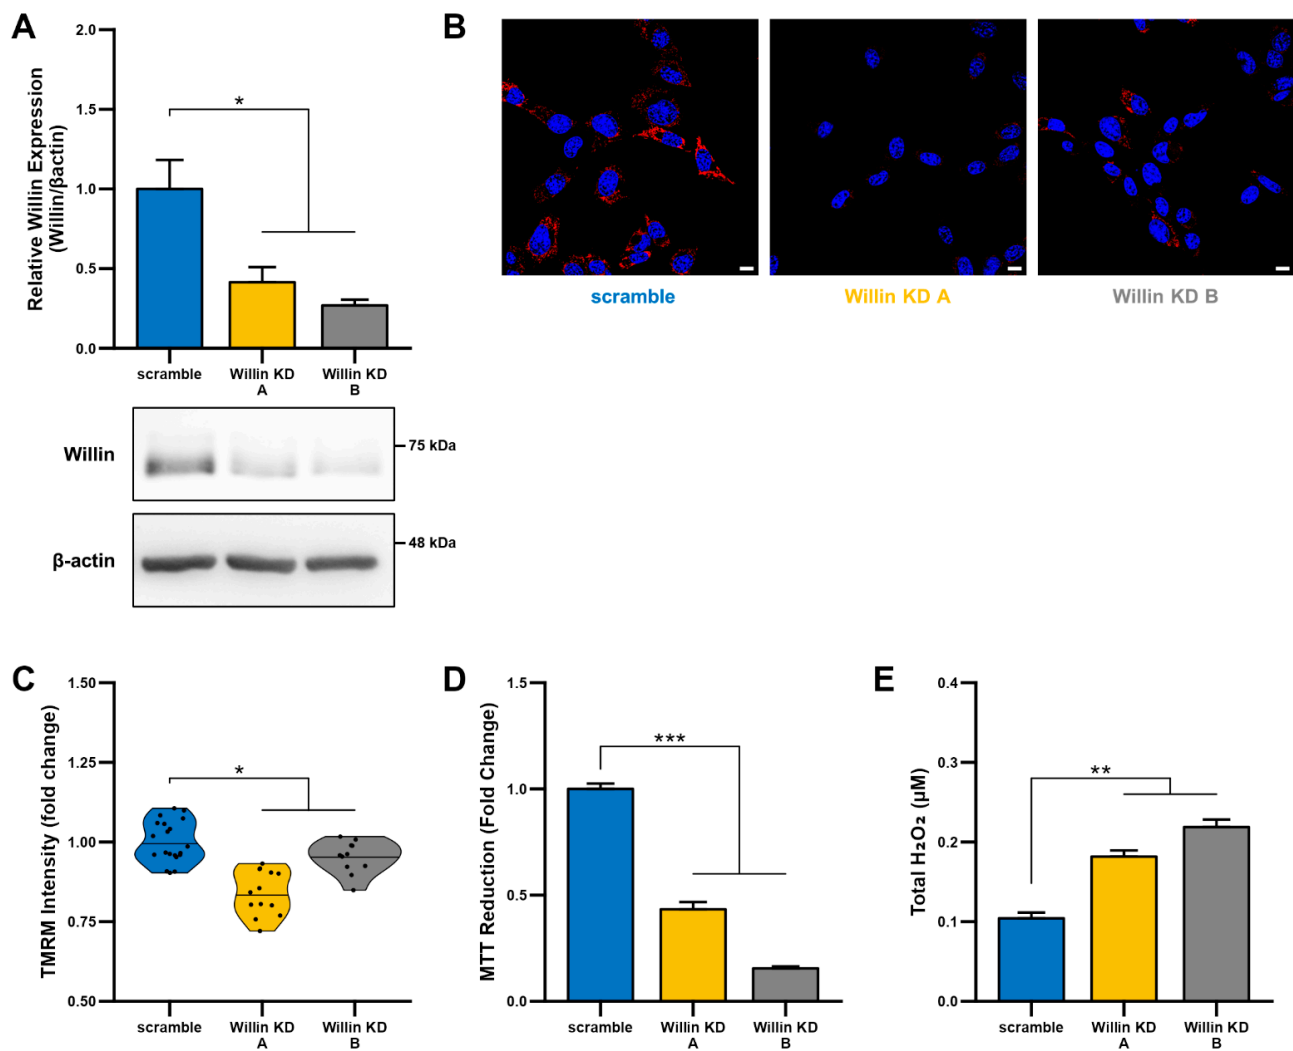 A
Relative Willin Expression
(Willin/βactin)
2.0
1.5
1.0
0.5
0.0
*
scramble
Willin KD
A
Willin KD
B
Willin
75 kDa
β-actin
48 kDa
B
scramble
Willin KD A
Willin KD B
C
TMRM Intensity (fold change)
1.50
1.25
1.00
0.75
0.50
*
scramble
Willin KD
A
Willin KD
B
D
MTT Reduction (Fold Change)
1.5
1.0
0.5
0.0
***
scramble
Willin KD
A
Willin KD
B
E
Total H₂O₂ (µM)
0.4
0.3
0.2
0.1
0.0
**
scramble
Willin KD
A
Willin KD
B